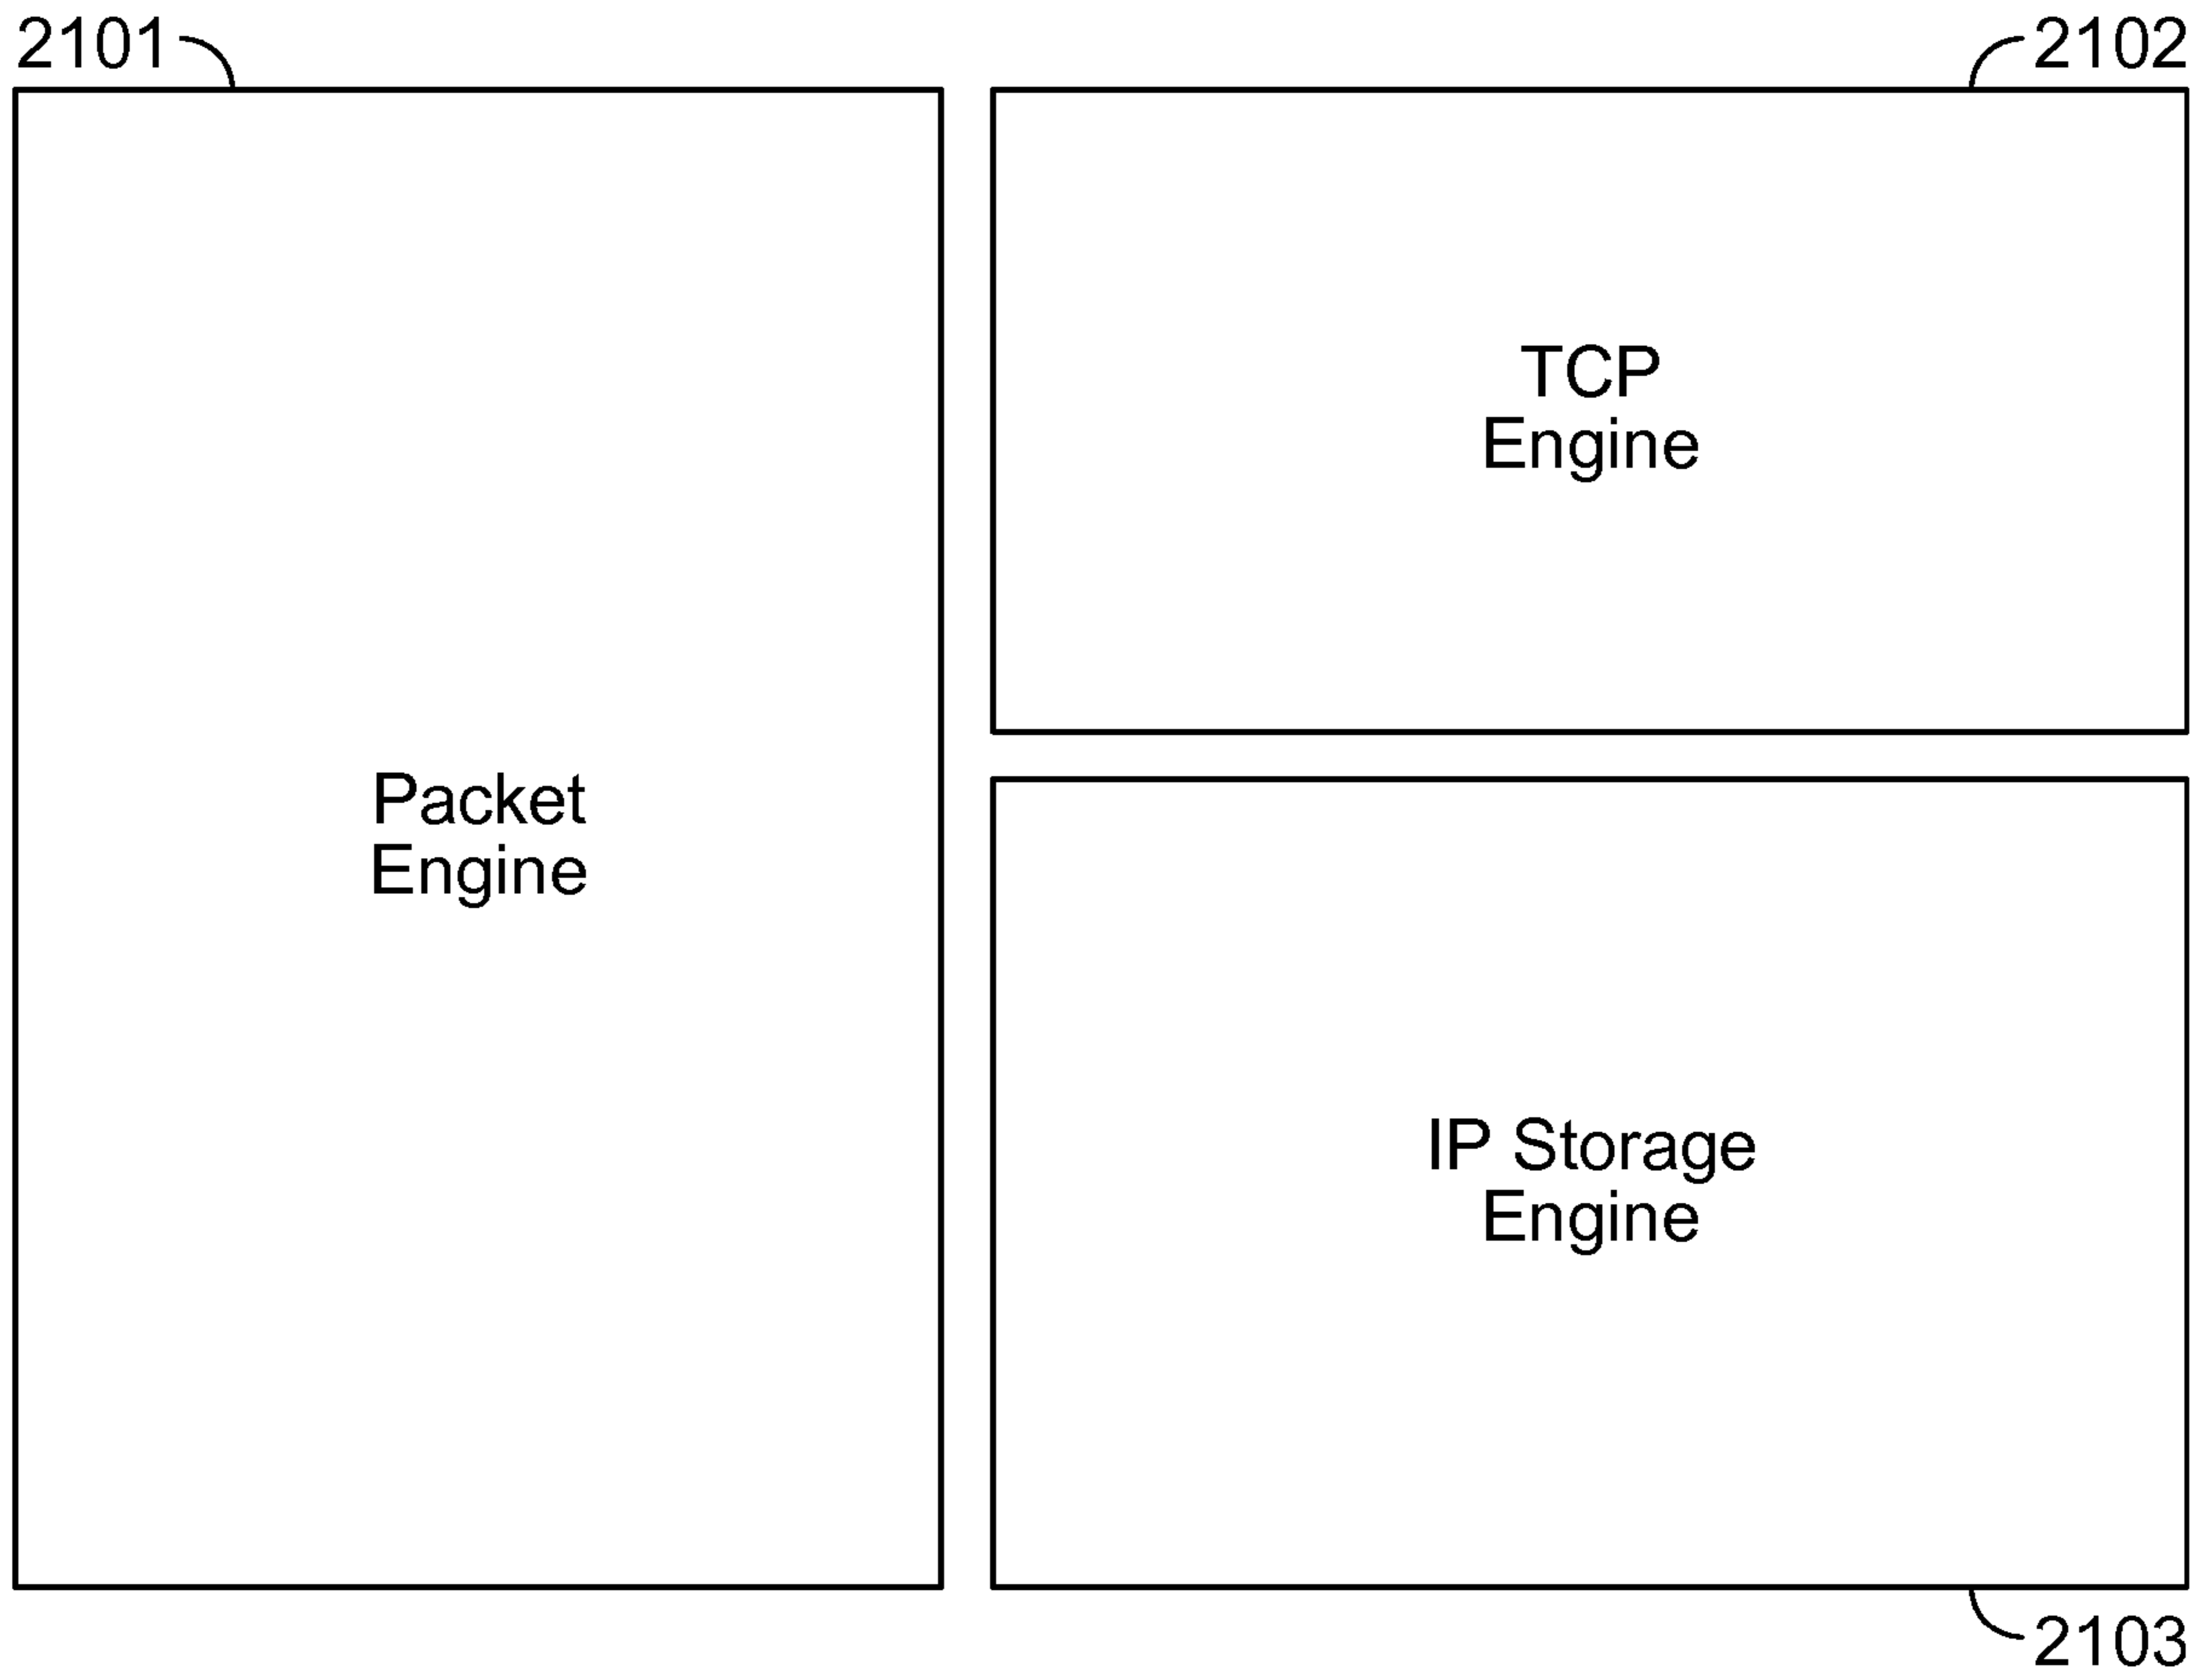 2101
2102
Packet
Engine
TCP
Engine
IP Storage
Engine
2103